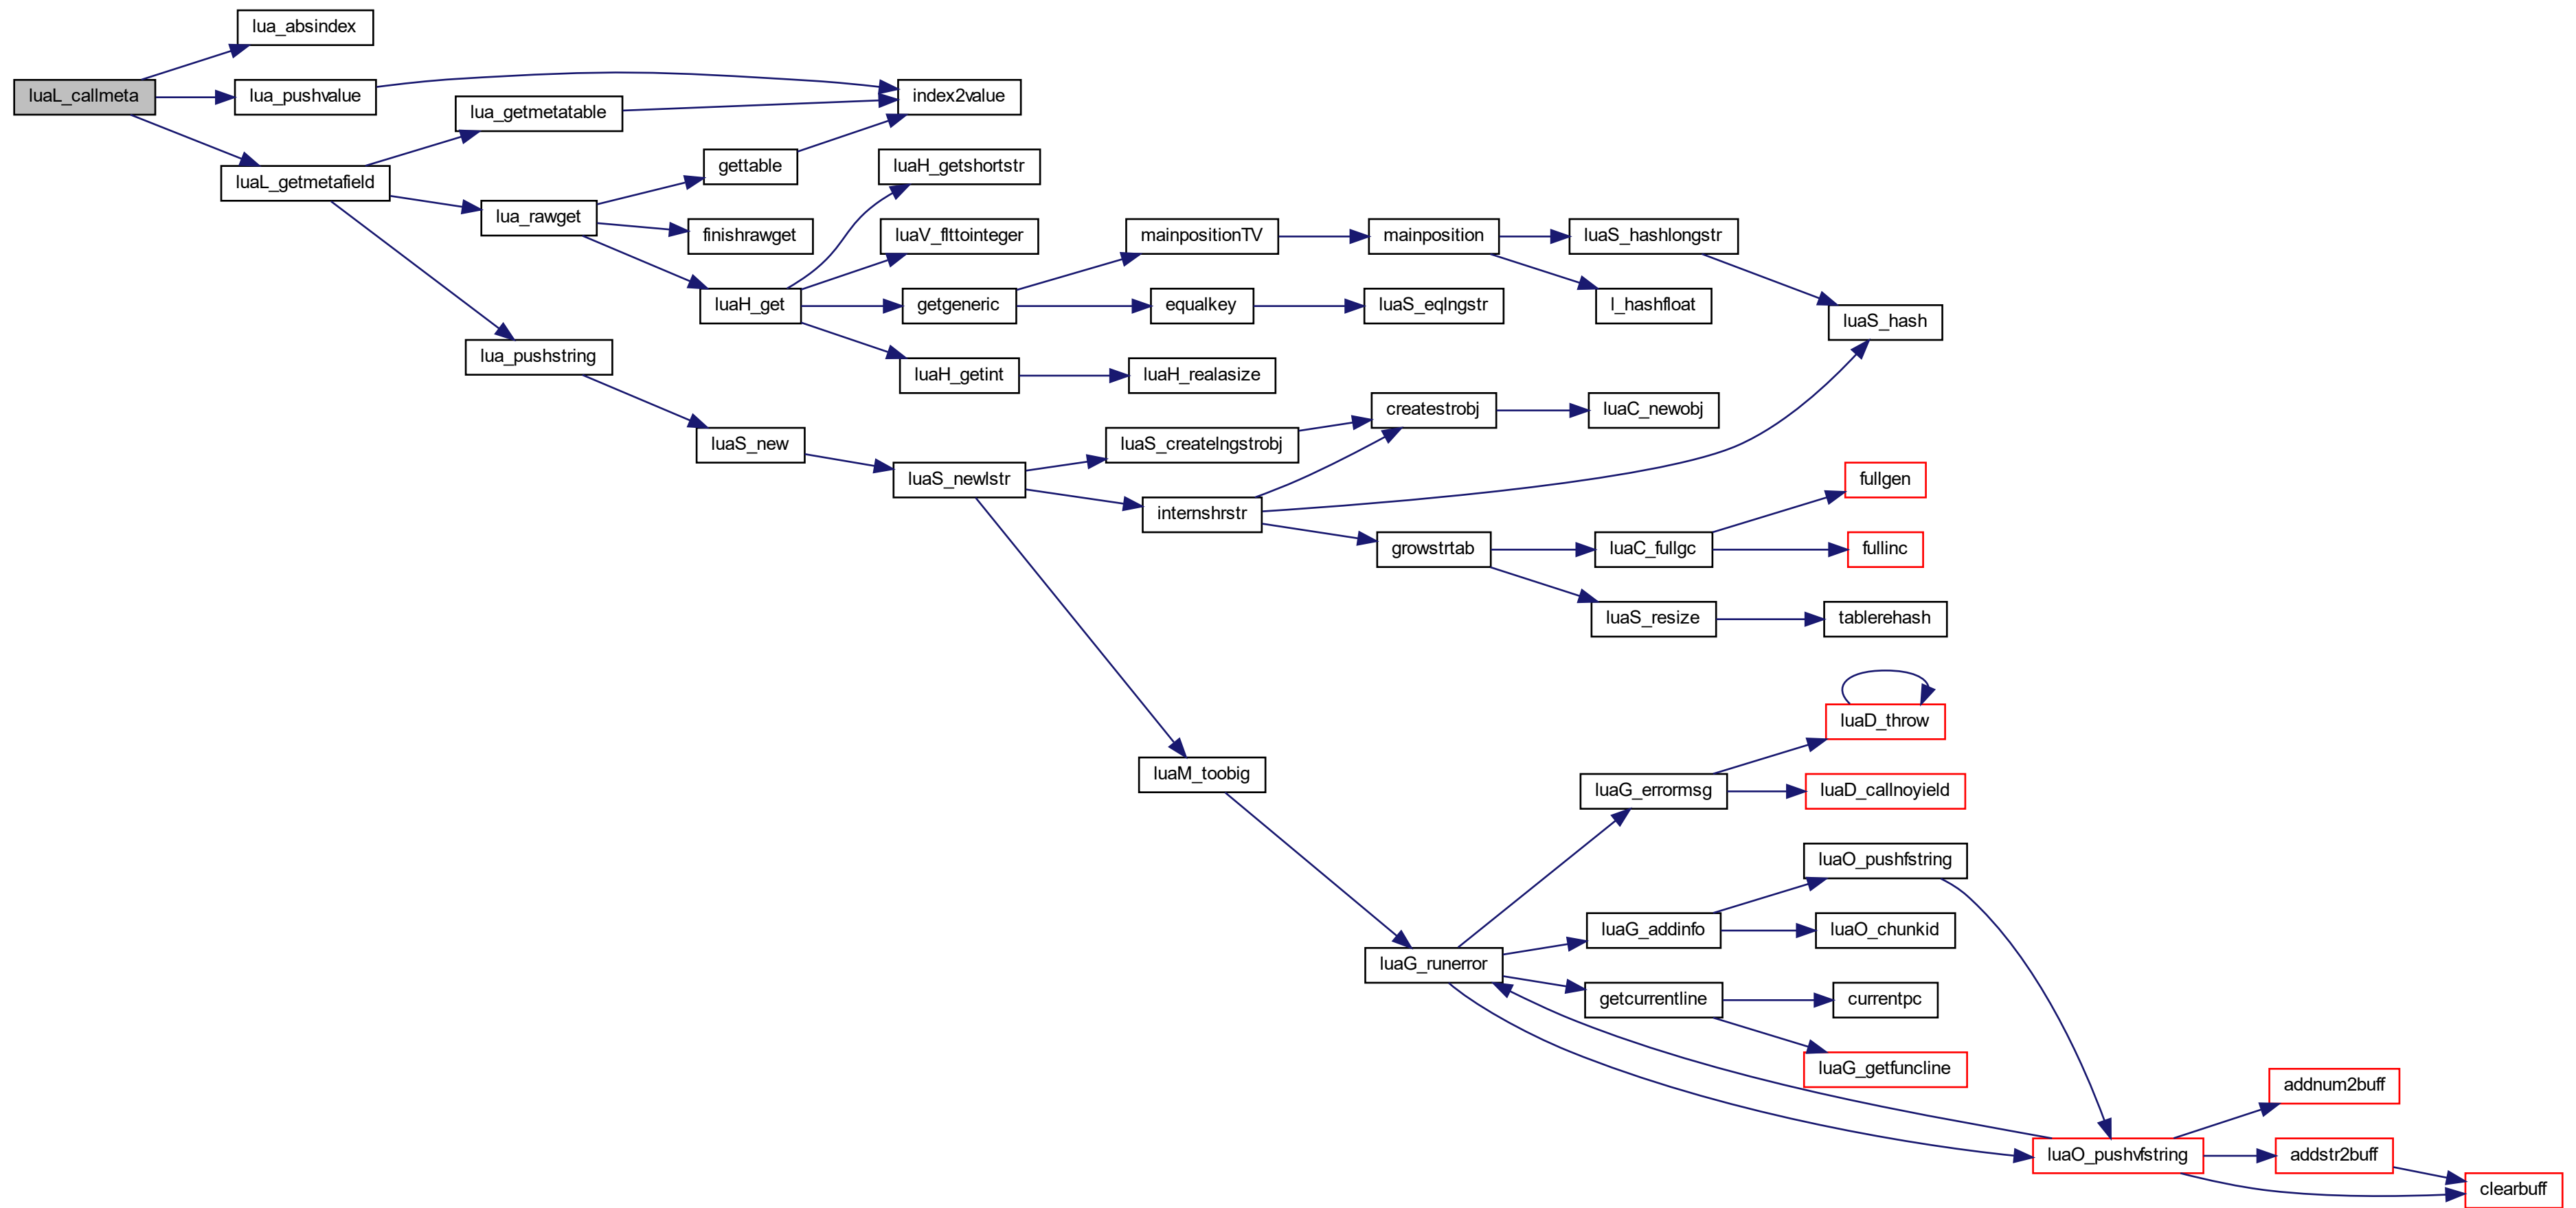 lua_absindex
luaL_callmeta
lua_pushvalue
index2value
lua_getmetatable
gettable
luaH_getshortstr
luaL_getmetafield
lua_rawget
finishrawget
luaV_flttointeger
mainpositionTV
mainposition
luaS_hashlongstr
luaH_get
getgeneric
equalkey
luaS_eqlngstr
l_hashfloat
luaS_hash
lua_pushstring
luaH_getint
luaH_realasize
createstrobj
luaC_newobj
luaS_new
luaS_createlngstrobj
luaS_newlstr
internshrstr
fullgen
growstrtab
luaC_fullgc
fullinc
luaS_resize
tablerehash
luaD_throw
luaM_toobig
luaG_errormsg
luaD_callnoyield
luaO_pushfstring
luaG_addinfo
luaO_chunkid
luaG_runerror
getcurrentline
currentpc
luaG_getfuncline
addnum2buff
luaO_pushvfstring
addstr2buff
clearbuff